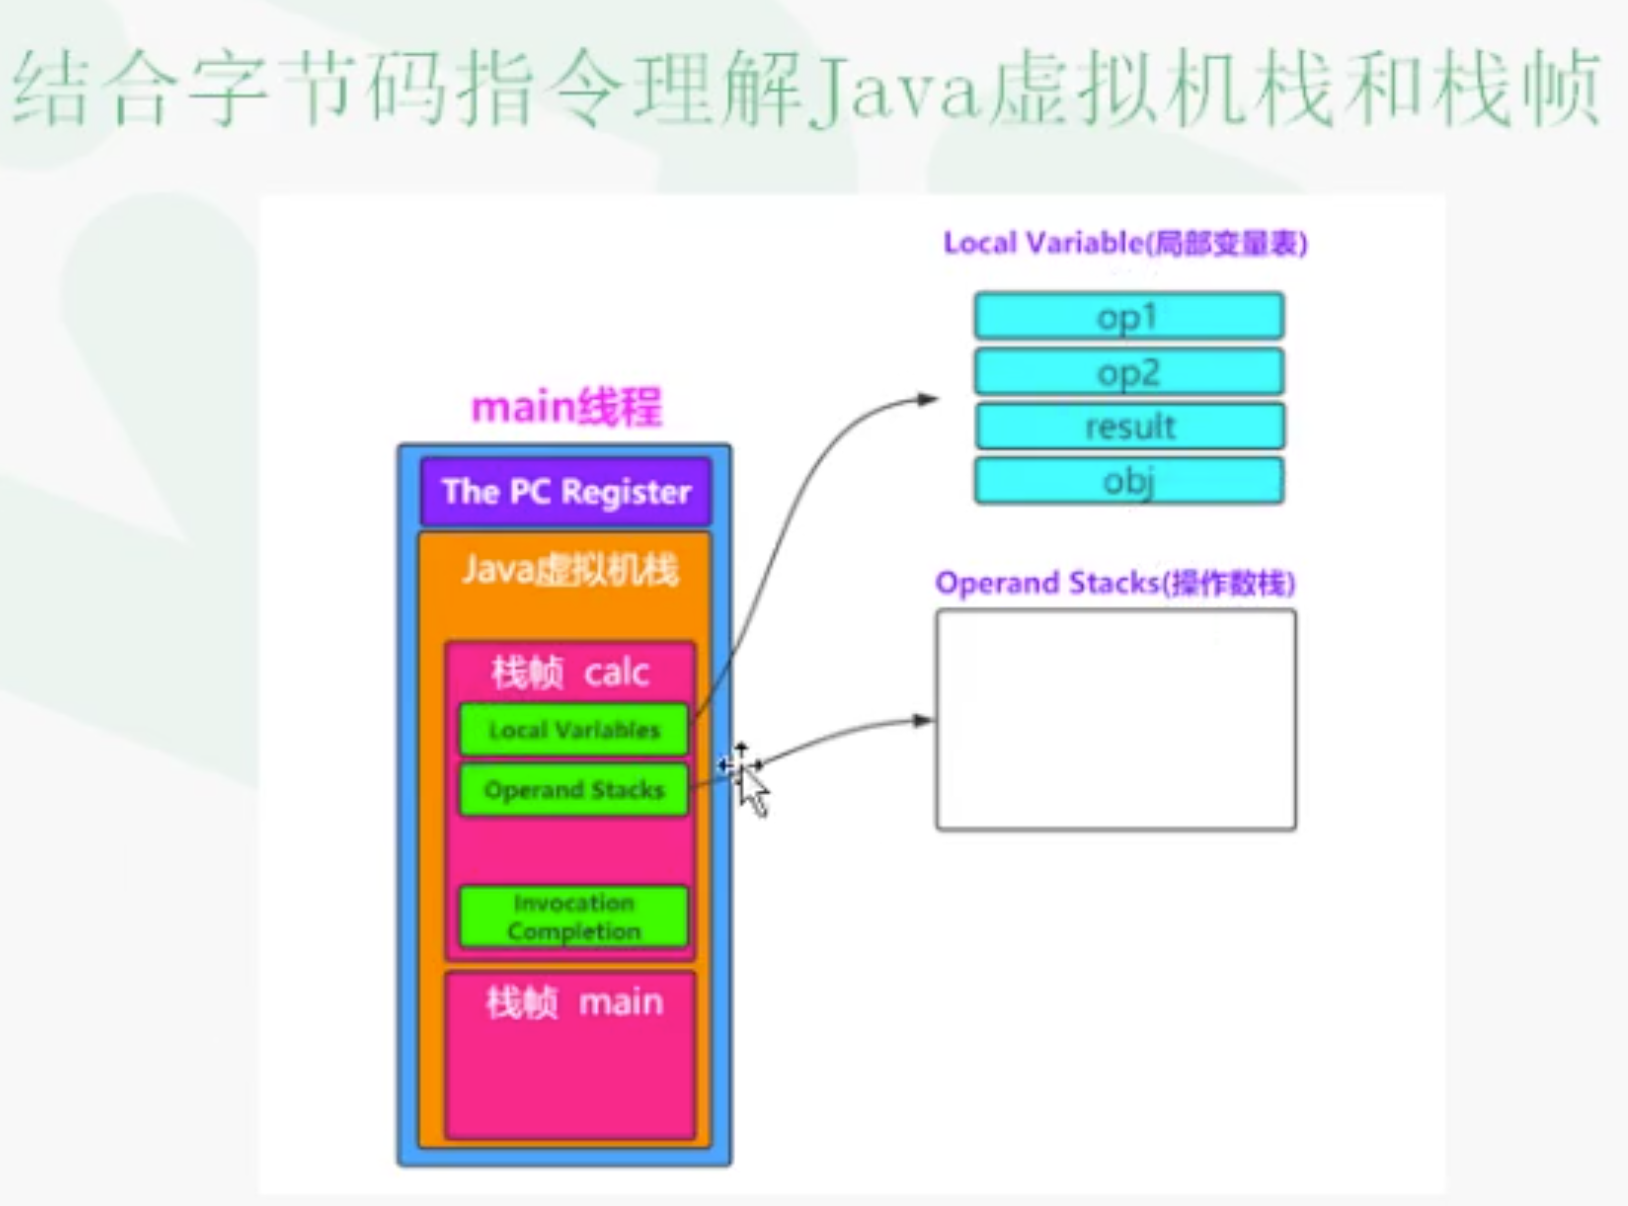 结合字节码指令理解Java虚拟机栈和栈帧
Local Variable(局部变量表)
op1
op2
result
obj
main线程
The PC Register
Java虚拟机栈
栈帧 calc
Local Variables
Operand Stacks
Invocation
Completion
栈帧 main
Operand Stacks(操作数栈)